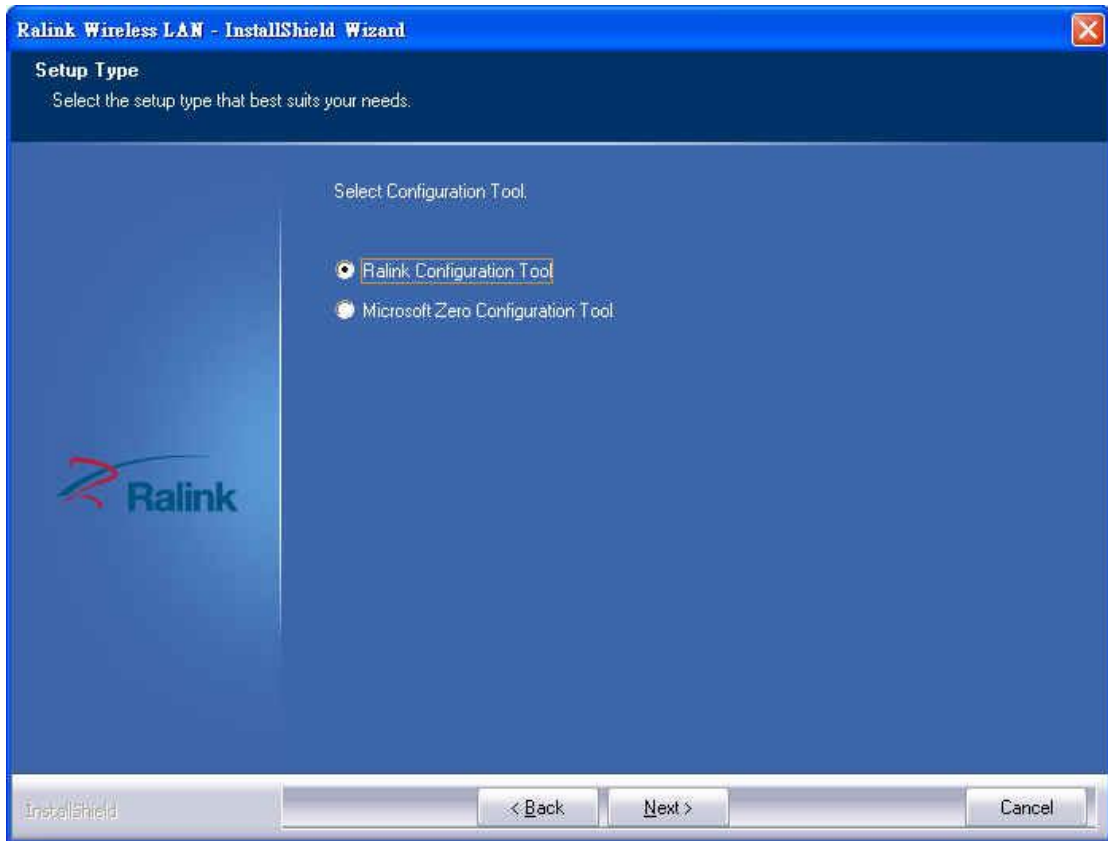 Ralink Wireless LAN - InstallShield Wizard
Setup Type
Select the setup type that best suits your needs.
Select Configuration Tool.
Ralink Configuration Tool
Microsoft Zero Configuration Tool
Ralink
InstallShield
< Back
Next >
Cancel